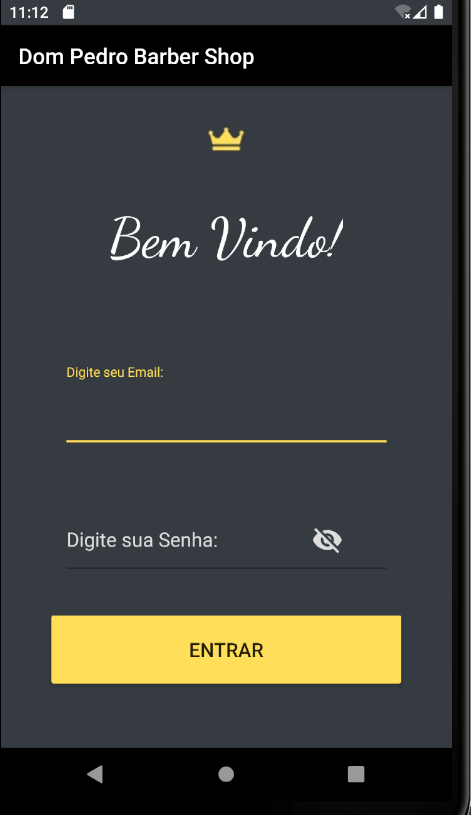 11:12
Dom Pedro Barber Shop
Bem Vindo!
Digite seu Email:
Digite sua Senha:
ENTRAR